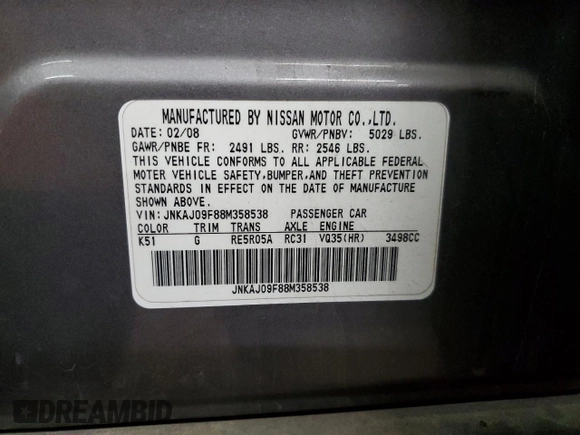 MANUFACTURED BY NISSAN MOTOR CO.,LTD.
DATE: 02/08 GVWR/PNBV: 5029 LBS.
GAWR/PNBE FR: 2491 LBS. RR: 2546 LBS.
THIS VEHICLE CONFORMS TO ALL APPLICABLE FEDERAL
MOTOR VEHICLE SAFETY,BUMPER,AND THEFT PREVENTION
STANDARDS IN EFFECT ON THE DATE OF MANUFACTURE
SHOWN ABOVE.
VIN: JNKAJ09F88M358538 PASSENGER CAR
COLOR TRIM TRANS AXLE ENGINE
K51 G RE5R05A RC31 VQ35(HR) 3498CC
JNKAJ09F88M358538
DREAMBID